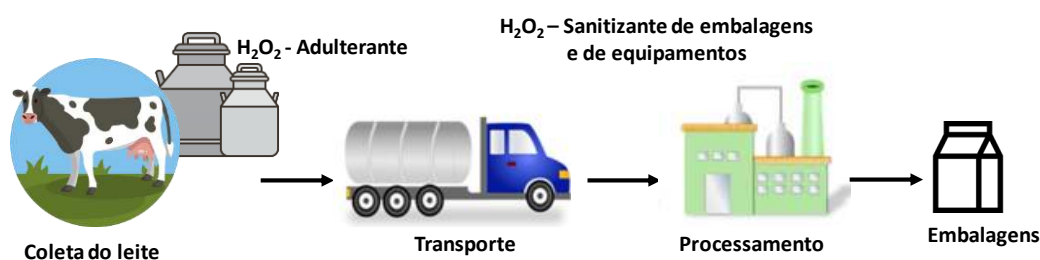 H₂O₂ - Adulterante
H₂O₂ – Sanitizante de embalagens
e de equipamentos
Coleta do leite
Transporte
Processamento
Embalagens